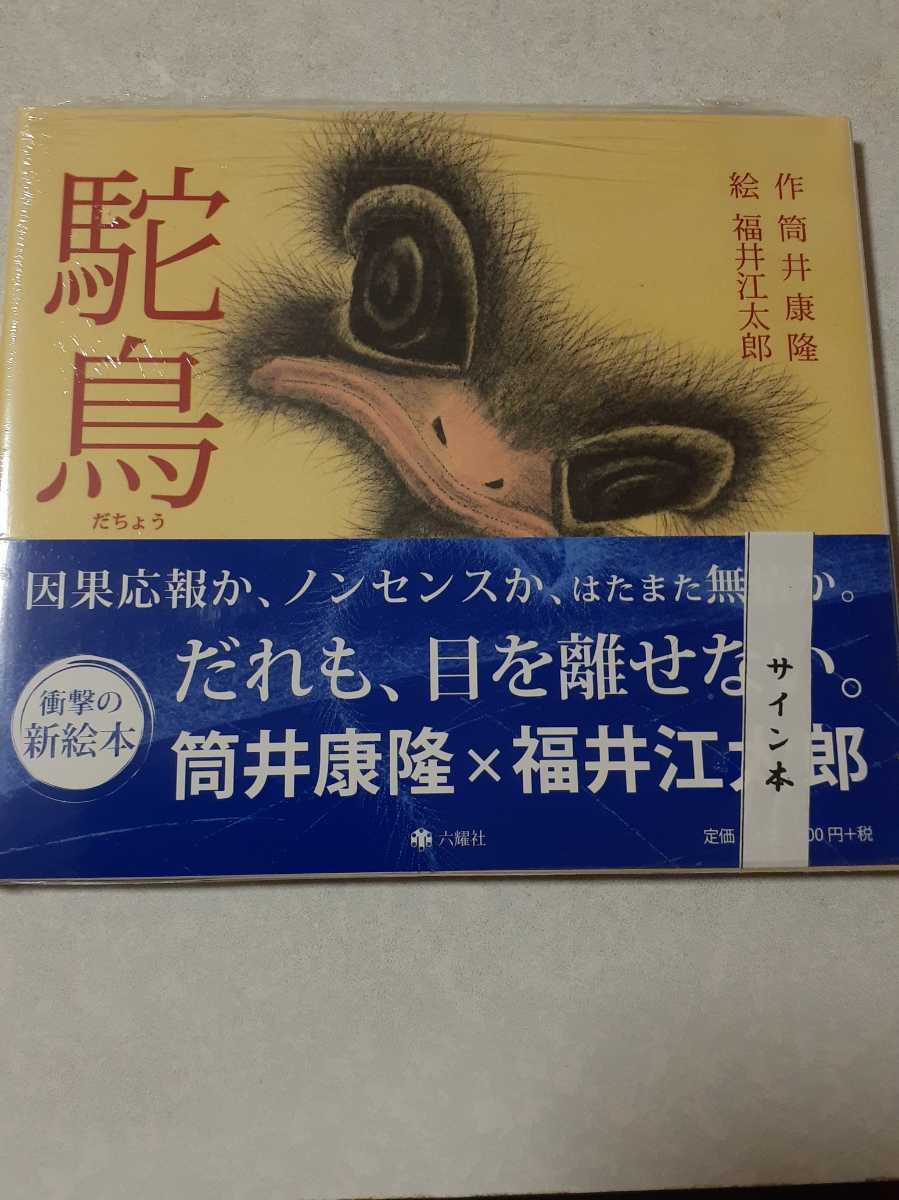 駝鳥
だちょう
作 筒井康隆
絵 福井江太郎
因果応報か、ノンセンスか、はたまた無 か。
だれも、目を離せな 。
衝撃の
新絵本
筒井康隆×福井江 郎
サイン本
六耀社
定価 00円+税